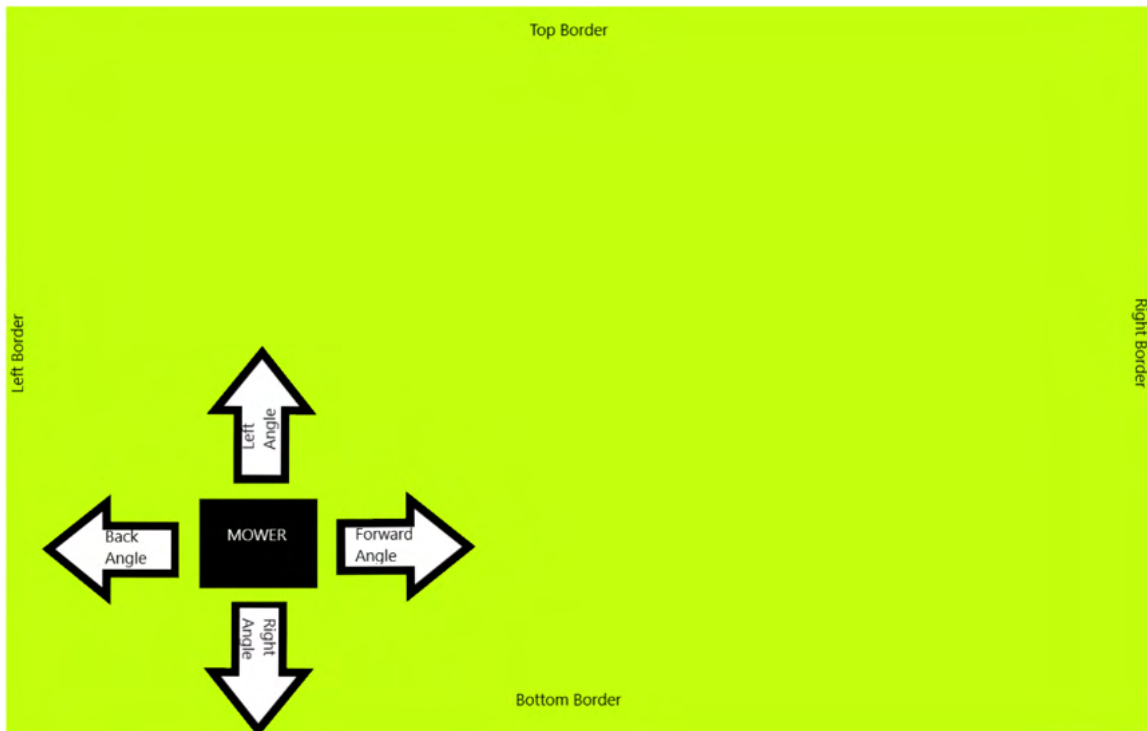 Top Border
Left Border
Right Border
Left
Angle
MOWER
Back
Angle
Forward
Angle
Right
Angle
Bottom Border